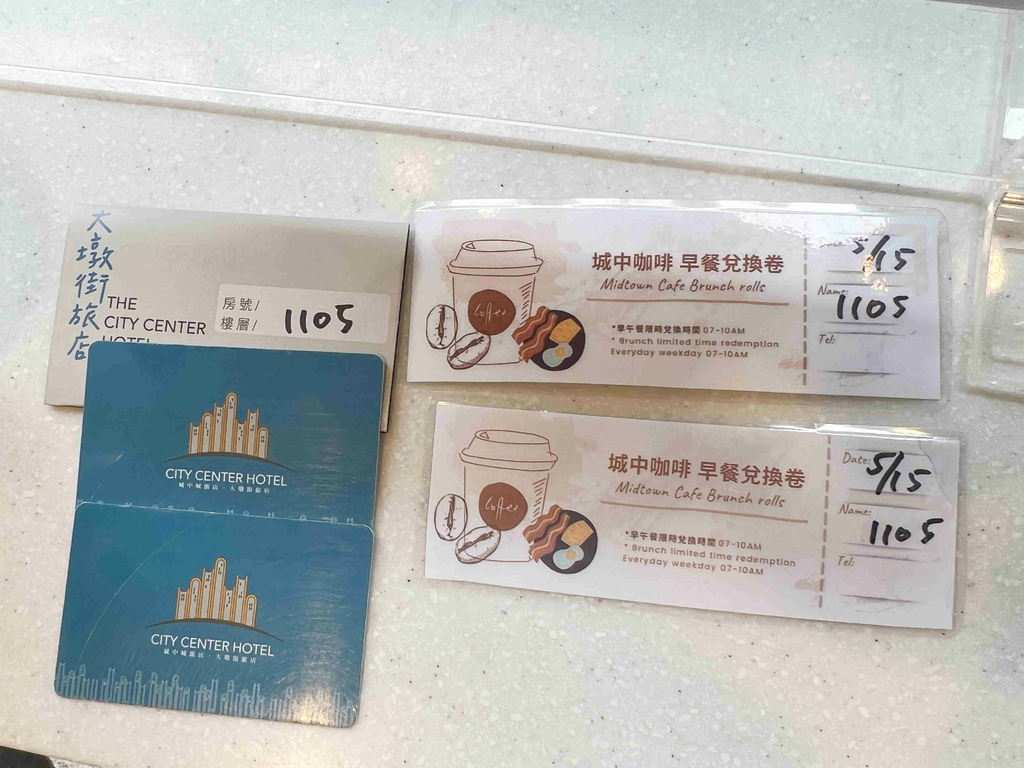 大墩街旅店
THE
CITY CENTER
HOTEL
房號/
樓層/
1105
CITY CENTER HOTEL
城中城飯店·大墩街旅店
CITY CENTER HOTEL
城中城飯店·大墩街旅店
Coffee
城中咖啡 早餐兌換卷
Midtown Cafe Brunch rolls
*早午餐限時兌換時間 07-10AM
* Brunch limited time redemption
Everyday weekday 07-10AM
Date: 5/15
Name: 1105
Tel:
Coffee
城中咖啡 早餐兌換卷
Midtown Cafe Brunch rolls
*早午餐限時兌換時間 07-10AM
* Brunch limited time redemption
Everyday weekday 07-10AM
Date: 5/15
Name: 1105
Tel: